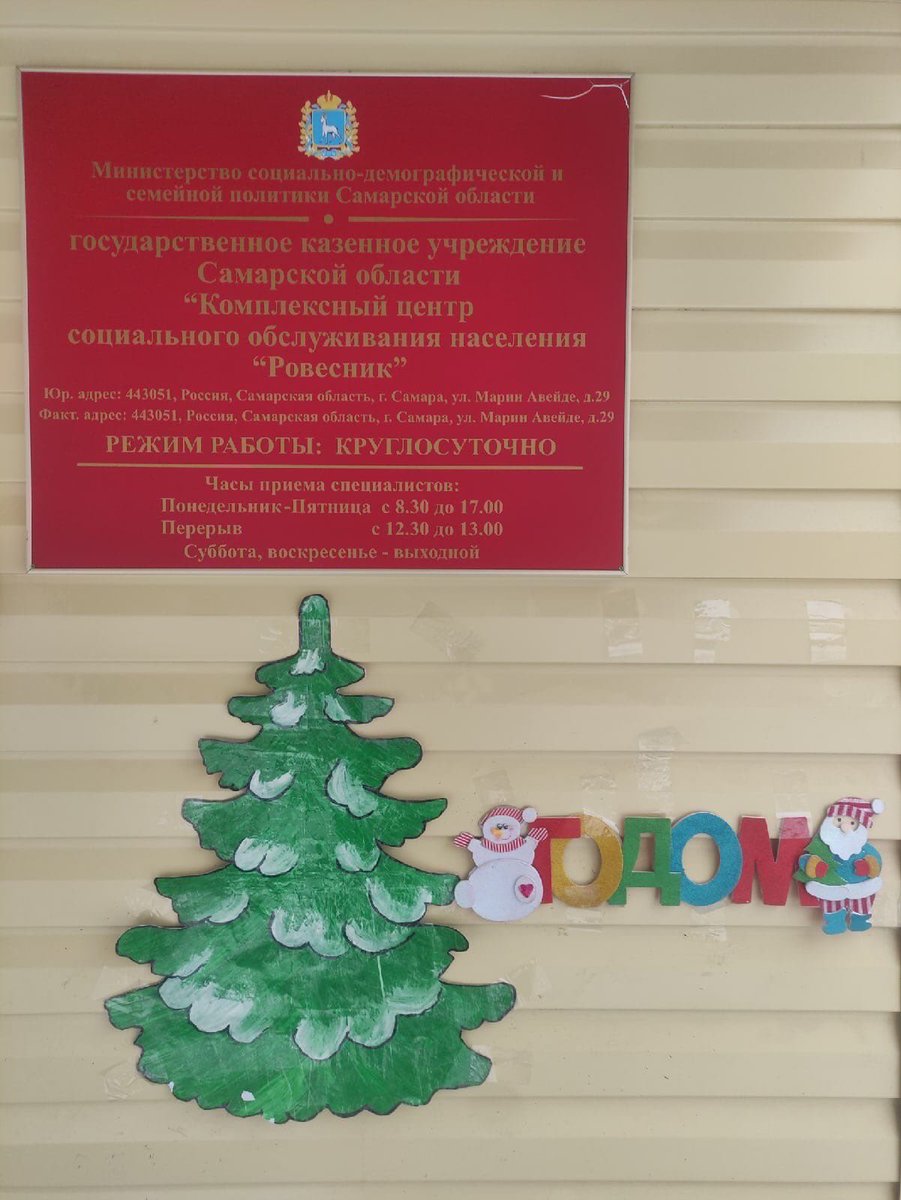 Министерство социально-демографической и
семейной политики Самарской области
государственное казенное учреждение
Самарской области
“Комплексный центр
социального обслуживания населения
“Ровесник”
Юр. адрес: 443051, Россия, Самарская область, г. Самара, ул. Марии Авейде, д.29
Факт. адрес: 443051, Россия, Самарская область, г. Самара, ул. Марии Авейде, д.29
РЕЖИМ РАБОТЫ: КРУГЛОСУТОЧНО
Часы приема специалистов:
Понедельник-Пятница с 8.30 до 17.00
Перерыв с 12.30 до 13.00
Суббота, воскресенье - выходной
ГОДОМ